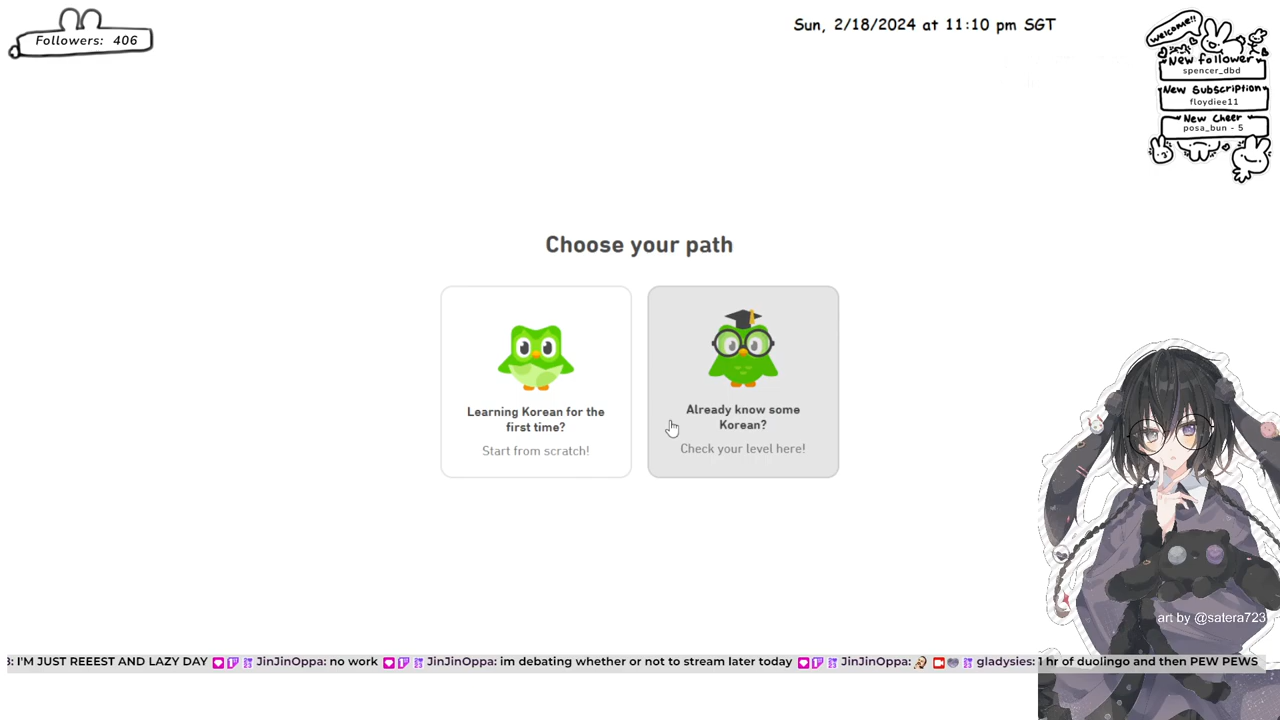 Followers: 406
Sun, 2/18/2024 at 11:10 pm SGT
welcome!!
New follower
spencer_dbd
New Subscription
floydiee11
New Cheer
posa_bun - 5
Choose your path
Learning Korean for the
first time?
Start from scratch!
Already know some
Korean?
Check your level here!
art by @satera723
: I'M JUST REEEST AND LAZY DAY JinJinOppa: no work JinJinOppa: im debating whether or not to stream later today JinJinOppa: gladysies: 1 hr of duolingo and then PEW PEWS